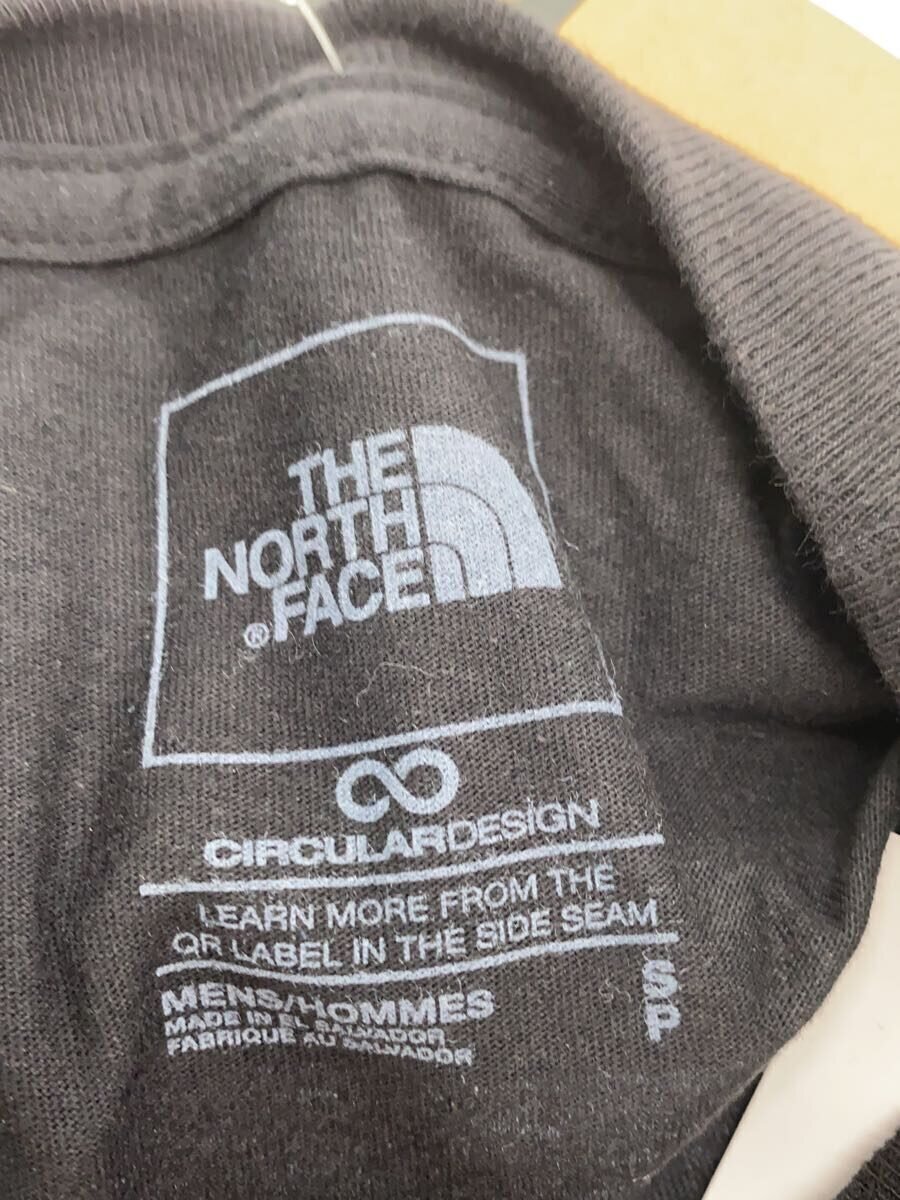 THE
NORTH
FACE
®
CIRCULARDESIGN
LEARN MORE FROM THE
QR LABEL IN THE SIDE SEAM
MENS/HOMMES
MADE IN EL SALVADOR
FABRIQUE AU SALVADOR
S
P